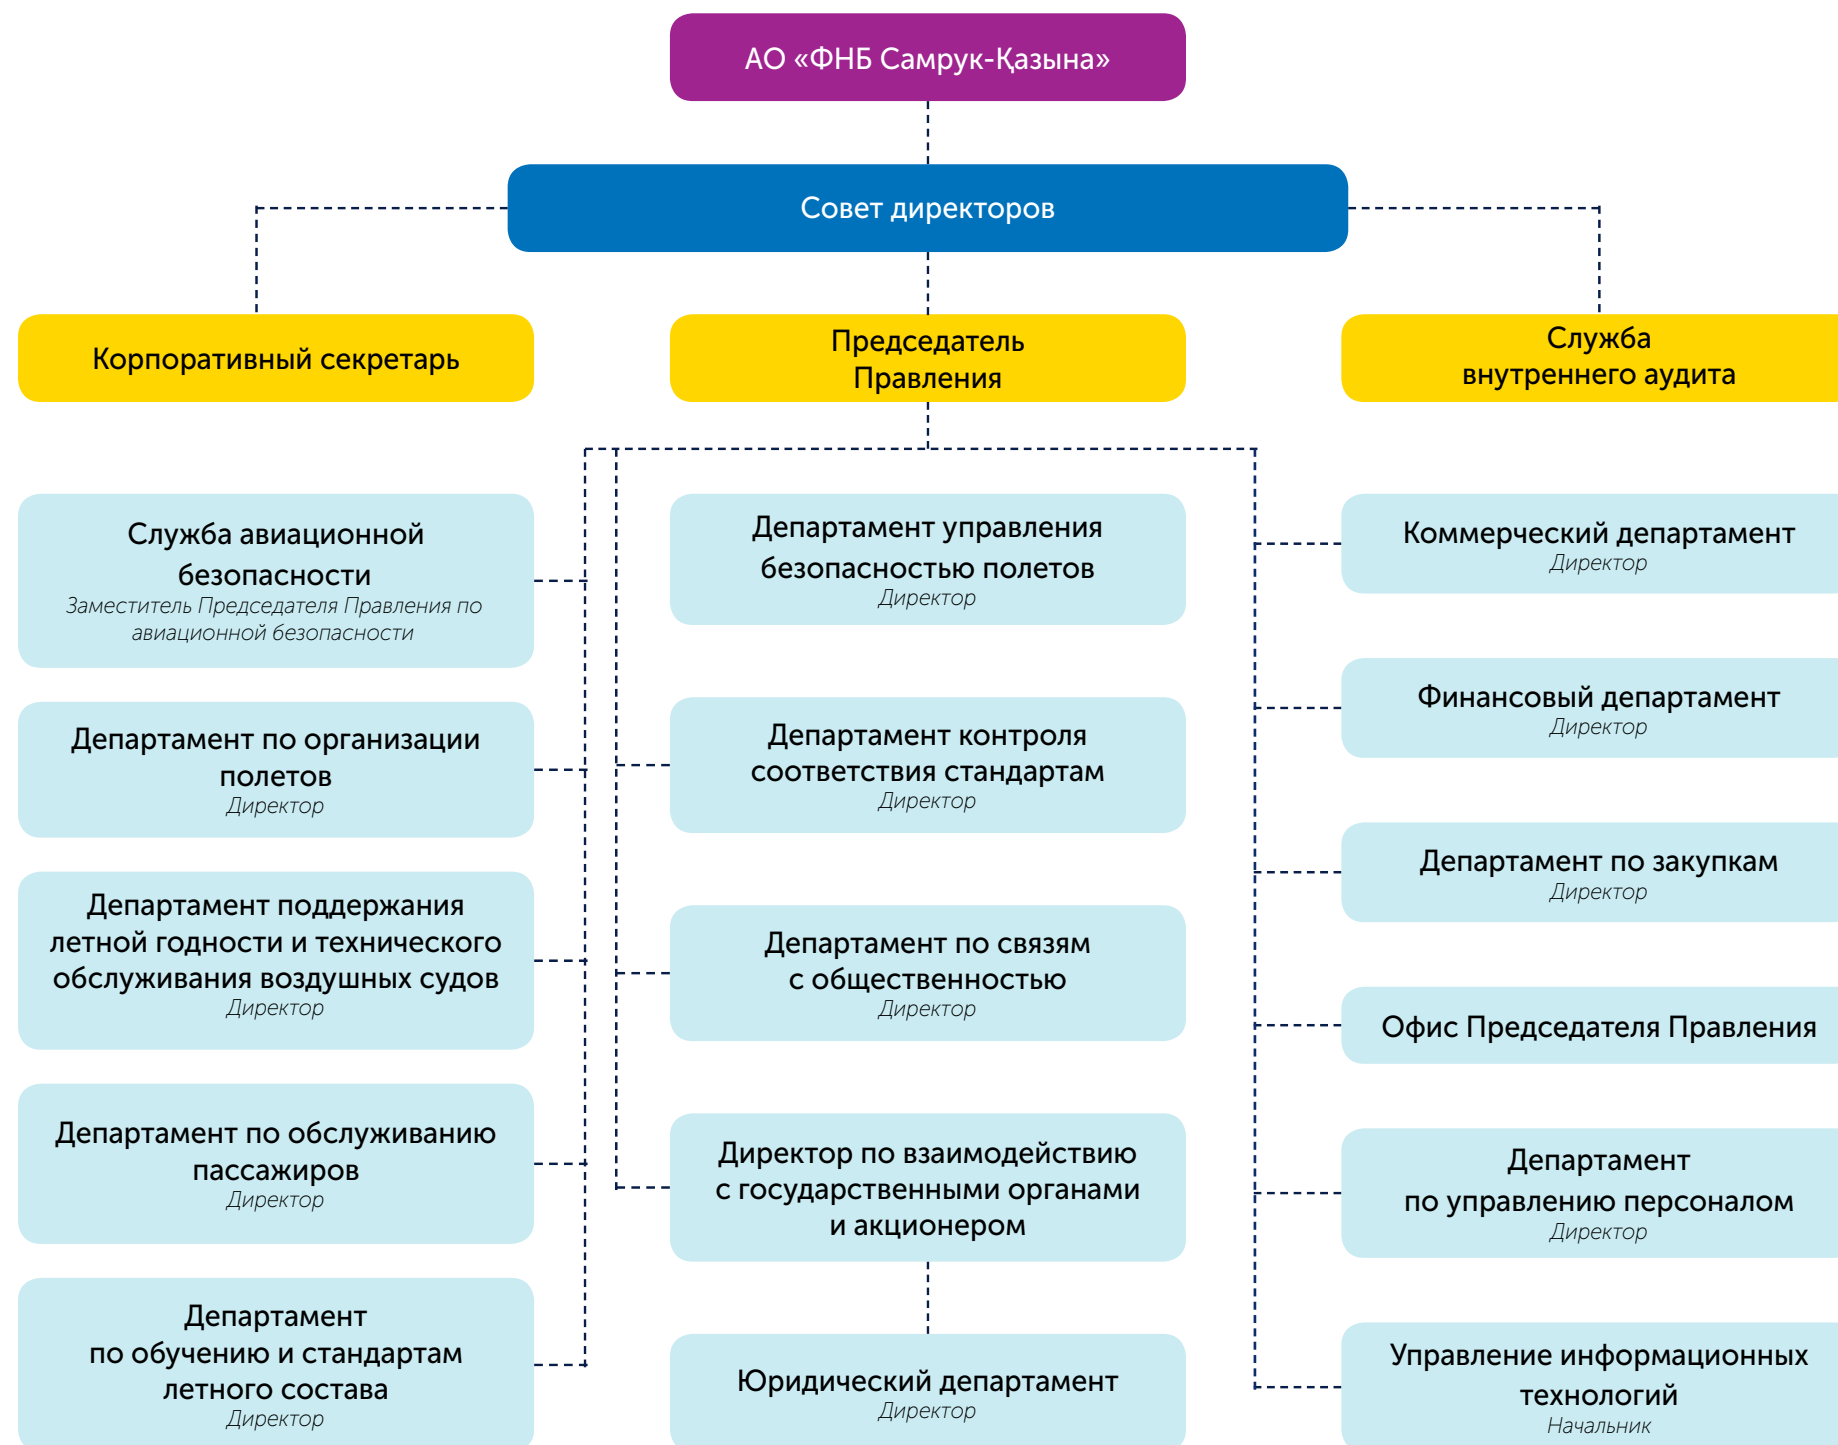 АО «ФНБ Самрук-Қазына»
Совет директоров
Корпоративный секретарь
Председатель
Правления
Служба
внутреннего аудита
Служба авиационной
безопасности
Заместитель Председателя Правления по
авиационной безопасности
Департамент по организации
полетов
Директор
Департамент поддержания
летной годности и технического
обслуживания воздушных судов
Директор
Департамент по обслуживанию
пассажиров
Директор
Департамент
по обучению и стандартам
летного состава
Директор
Департамент управления
безопасностью полетов
Директор
Департамент контроля
соответствия стандартам
Директор
Департамент по связям
с общественностью
Директор
Директор по взаимодействию
с государственными органами
и акционером
Юридический департамент
Директор
Коммерческий департамент
Директор
Финансовый департамент
Директор
Департамент по закупкам
Директор
Офис Председателя Правления
Департамент
по управлению персоналом
Директор
Управление информационных
технологий
Начальник